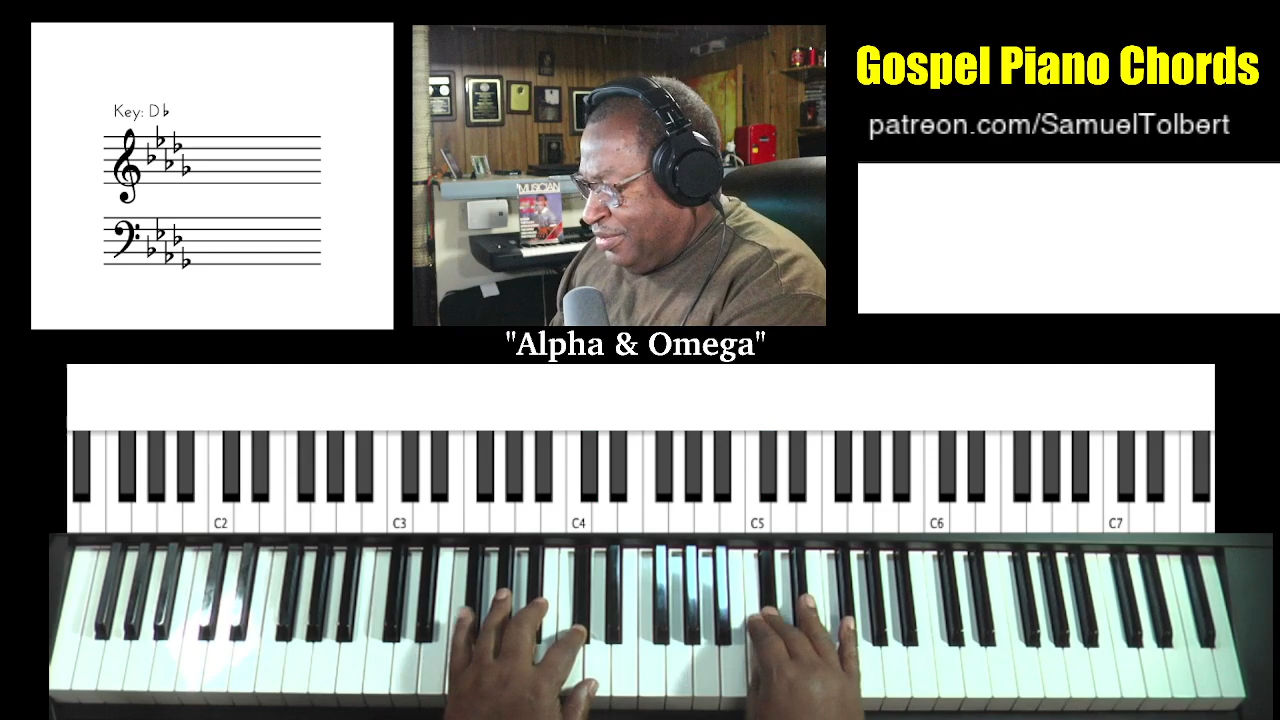 Key: D♭
MUSICIAN
Gospel Piano Chords
patreon.com/SamuelTolbert
"Alpha & Omega"
C2 C3 C4 C5 C6 C7